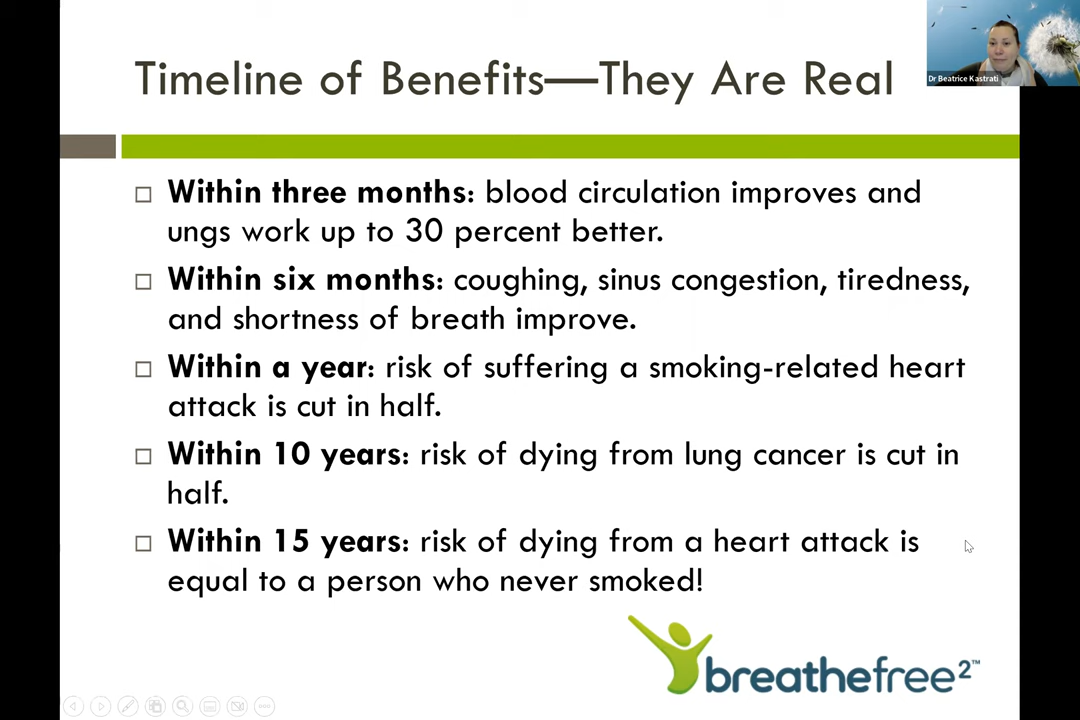 Timeline of Benefits—They Are Real
Dr Beatrice Kastrati
□ Within three months: blood circulation improves and
ungs work up to 30 percent better.
□ Within six months: coughing, sinus congestion, tiredness,
and shortness of breath improve.
□ Within a year: risk of suffering a smoking-related heart
attack is cut in half.
□ Within 10 years: risk of dying from lung cancer is cut in
half.
□ Within 15 years: risk of dying from a heart attack is
equal to a person who never smoked!
breathefree2™